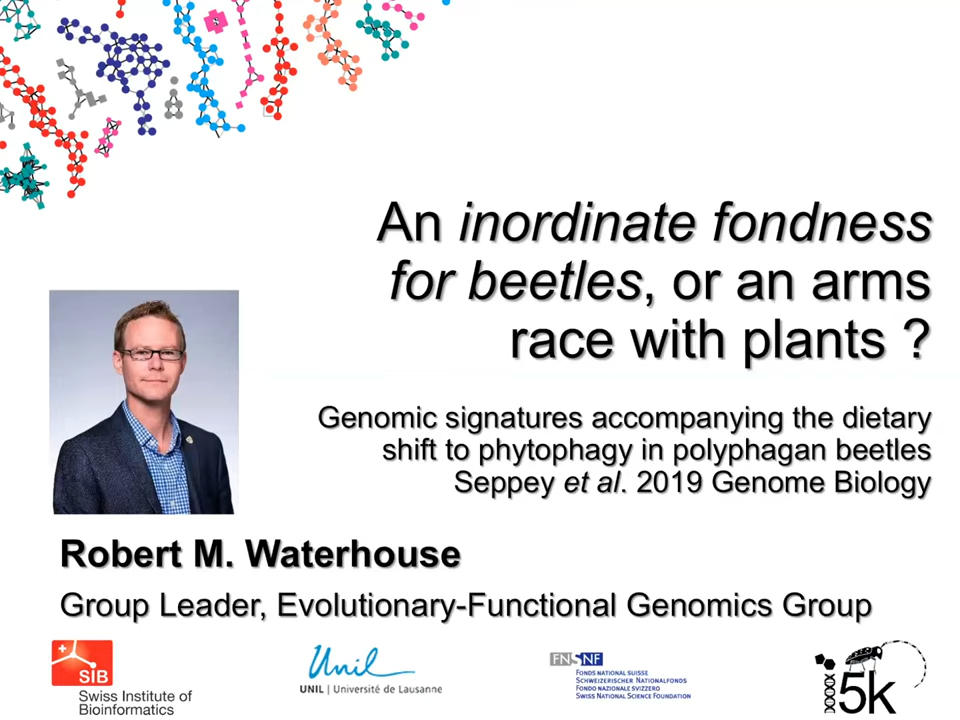 An inordinate fondness
for beetles, or an arms
race with plants ?
Genomic signatures accompanying the dietary
shift to phytophagy in polyphagan beetles
Seppey et al. 2019 Genome Biology
Robert M. Waterhouse
Group Leader, Evolutionary-Functional Genomics Group
SIB
Swiss Institute of
Bioinformatics
Unil
UNIL | Université de Lausanne
FNSNF
FONDS NATIONAL SUISSE
SCHWEIZERISCHER NATIONALFONDS
FONDO NAZIONALE SVIZZERO
SWISS NATIONAL SCIENCE FOUNDATION
i5k